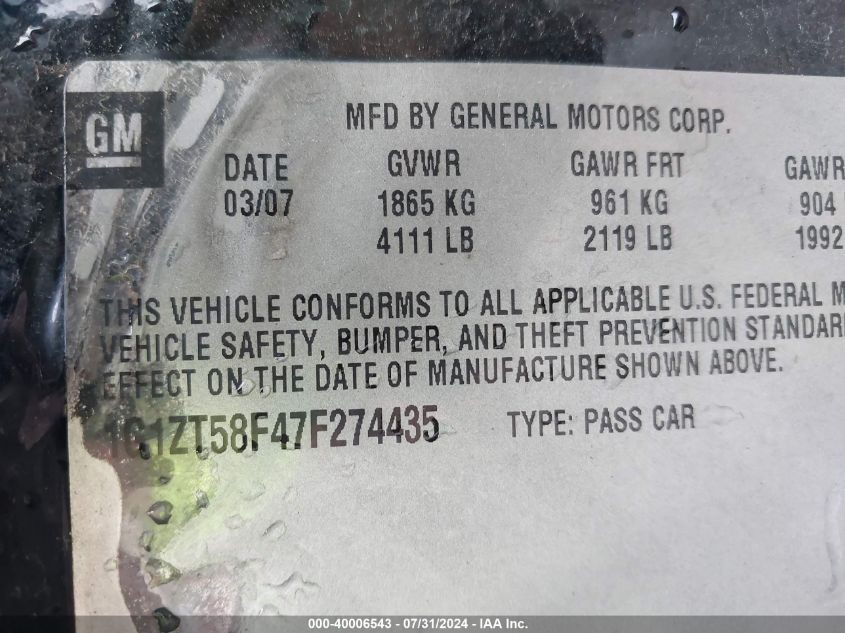 GM
MFD BY GENERAL MOTORS CORP.
DATE GVWR GAWR FRT GAWR
03/07 1865 KG 961 KG 904
4111 LB 2119 LB 1992
THIS VEHICLE CONFORMS TO ALL APPLICABLE U.S. FEDERAL M
VEHICLE SAFETY, BUMPER, AND THEFT PREVENTION STANDAR
EFFECT ON THE DATE OF MANUFACTURE SHOWN ABOVE.
1G1ZT58F47F274435 TYPE: PASS CAR
000-40006543 - 07/31/2024 - IAA Inc.